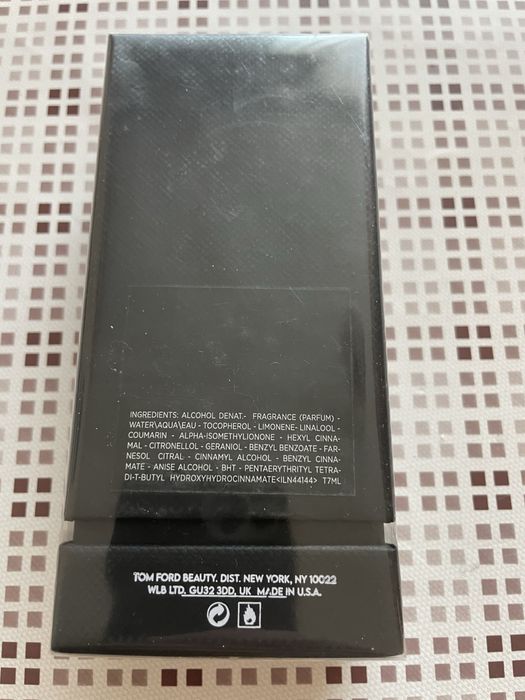 INGREDIENTS: ALCOHOL DENAT.- FRAGRANCE (PARFUM) -
WATER\AQUA\EAU - TOCOPHEROL - LIMONENE - LINALOOL -
COUMARIN - ALPHA-ISOMETHYLIONONE - HEXYL CINNA-
MAL - CITRONELLOL - GERANIOL - BENZYL BENZOATE - FAR-
NESOL CITRAL - CINNAMYL ALCOHOL - BENZYL CINNA-
MATE - ANISE ALCOHOL - BHT - PENTAERYTHRITYL TETRA-
DI-T-BUTYL HYDROXYHYDROCINNAMATE<ILN44144> T7ML
TOM FORD BEAUTY. DIST. NEW YORK, NY 10022
WLB LTD, GU32 3DD, UK MADE IN U.S.A.